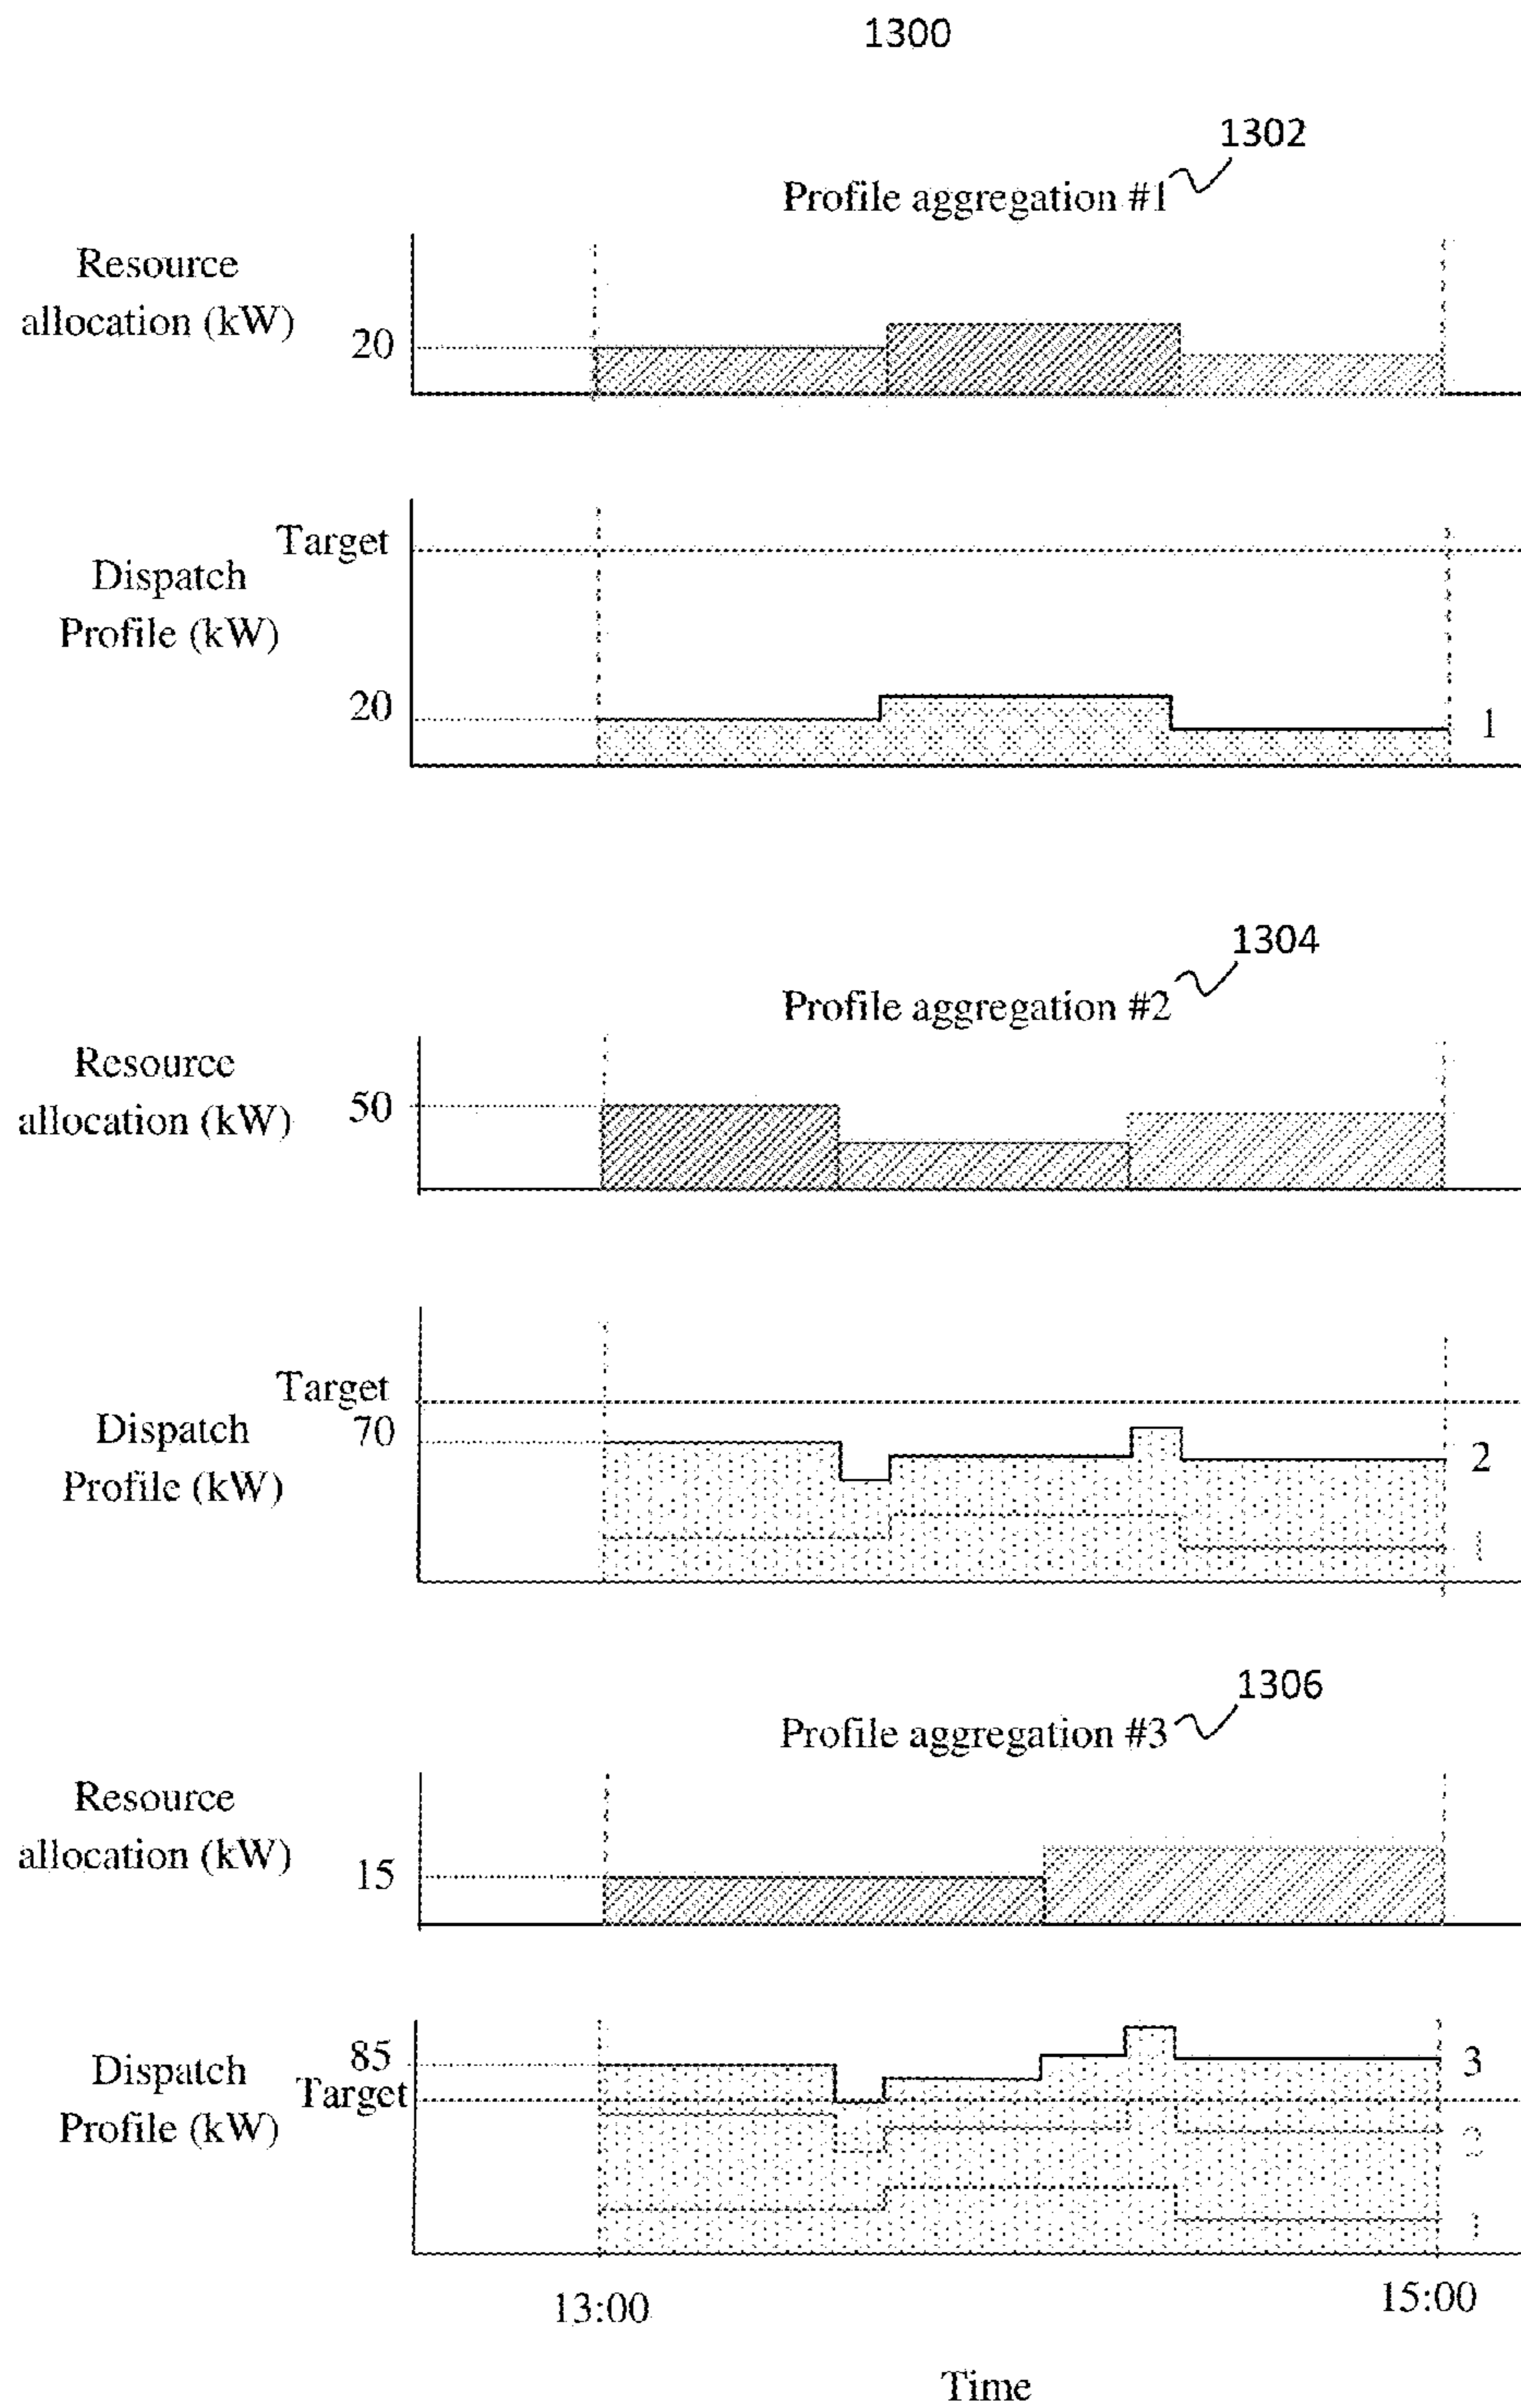 1300
1302
Profile aggregation #1
Resource
allocation (kW)
20
Target
Dispatch
Profile (kW)
20
1
1304
Profile aggregation #2
Resource
allocation (kW)
50
Target
70
Dispatch
Profile (kW)
2
1
1306
Profile aggregation #3
Resource
allocation (kW)
15
85
Target
Dispatch
Profile (kW)
3
2
1
13:00
15:00
Time